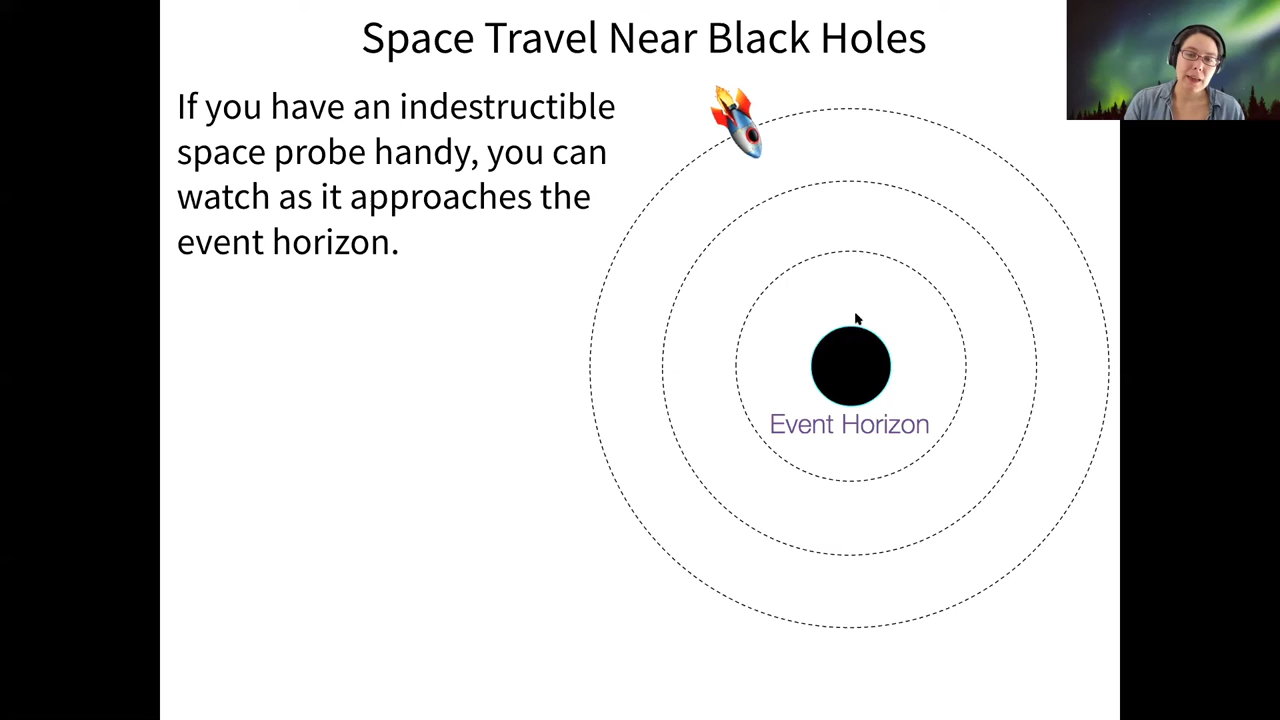 Space Travel Near Black Holes
If you have an indestructible
space probe handy, you can
watch as it approaches the
event horizon.
Event Horizon